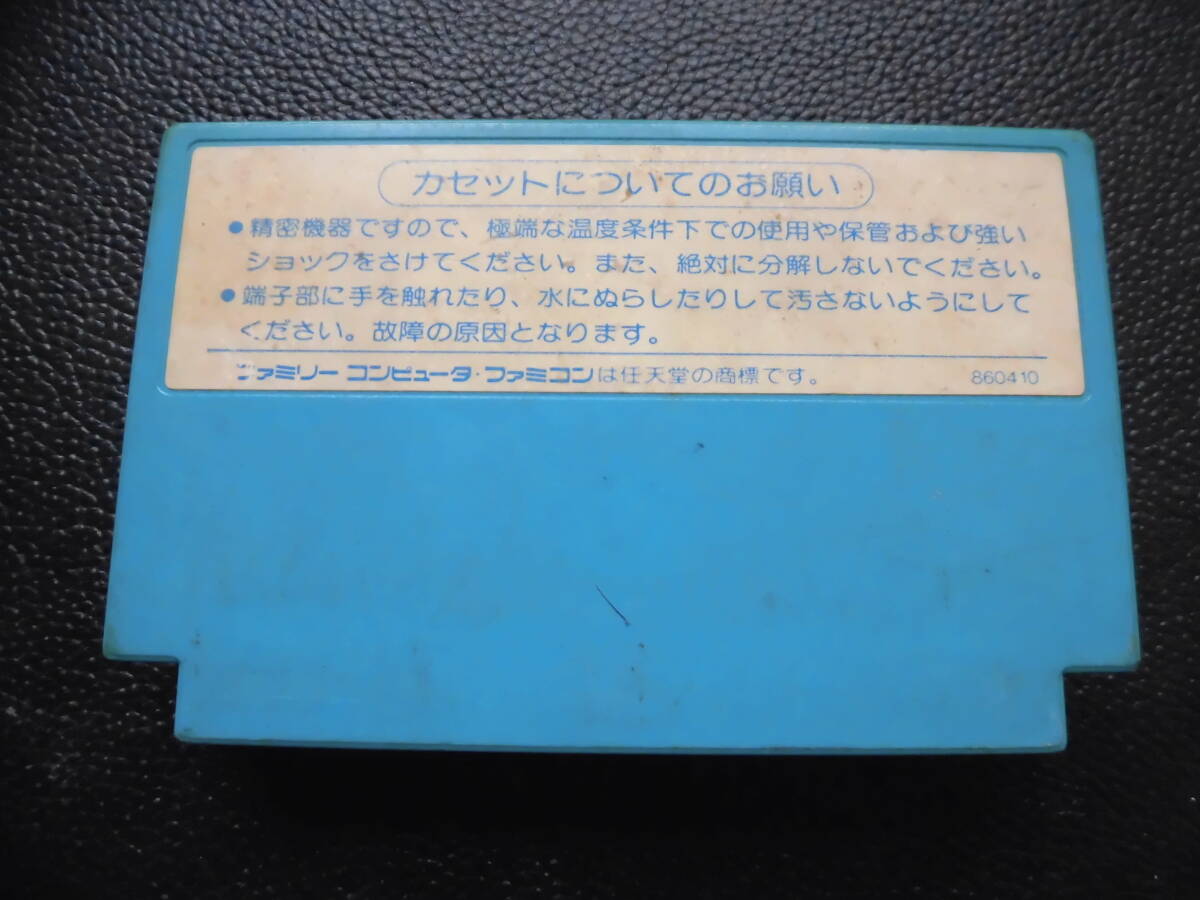 カセットについてのお願い
●精密機器ですので、極端な温度条件下での使用や保管および強い
ショックをさけてください。また、絶対に分解しないでください。
●端子部に手を触れたり、水にぬらしたりして汚さないようにして
ください。故障の原因となります。
ファミリー コンピュータ・ファミコンは任天堂の商標です。 860410